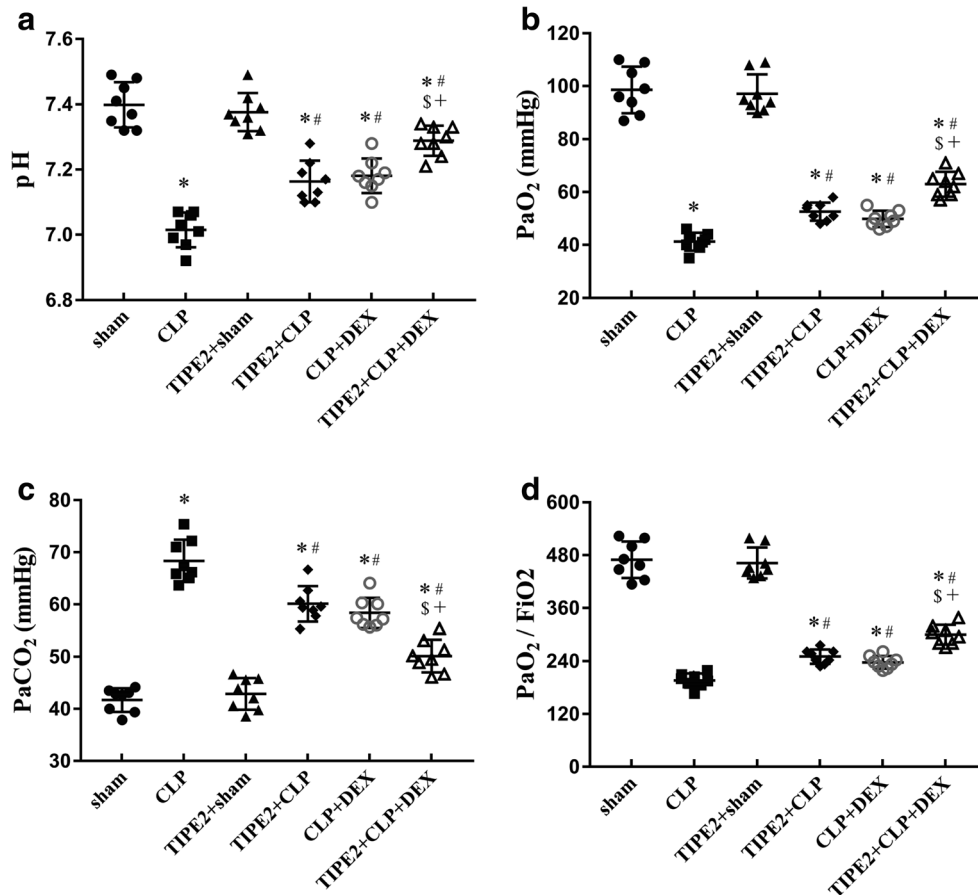 a
pH
7.6
7.4
7.2
7.0
6.8
*
* #
* #
* #
$ +
sham
CLP
TIPE2+sham
TIPE2+CLP
CLP+DEX
TIPE2+CLP+DEX
b
PaO2 (mmHg)
120
100
80
60
40
20
*
* #
* #
* #
$ +
sham
CLP
TIPE2+sham
TIPE2+CLP
CLP+DEX
TIPE2+CLP+DEX
c
PaCO2 (mmHg)
80
70
60
50
40
30
*
* #
* #
* #
$ +
sham
CLP
TIPE2+sham
TIPE2+CLP
CLP+DEX
TIPE2+CLP+DEX
d
PaO2 / FiO2
600
480
360
240
120
0
* #
* #
* #
$ +
sham
CLP
TIPE2+sham
TIPE2+CLP
CLP+DEX
TIPE2+CLP+DEX